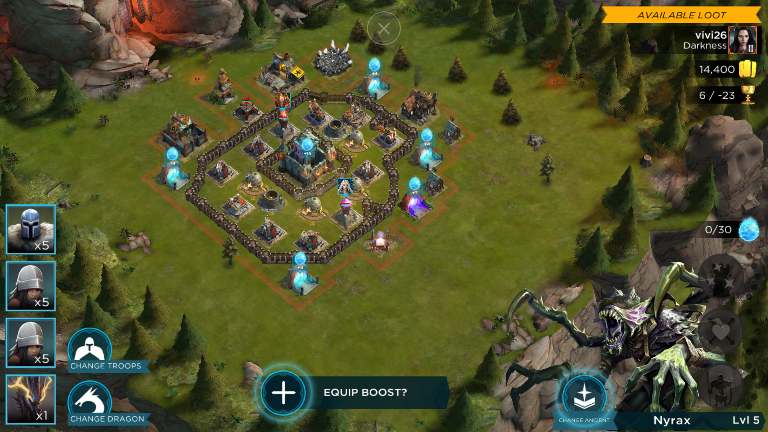 AVAILABLE LOOT
vivi26
Darkness
II
14,400
6 / -23
0/30
x5
x5
x5
x1
CHANGE TROOPS
CHANGE DRAGON
EQUIP BOOST?
CHANGE ANCIENT
Nyrax Lvl 5